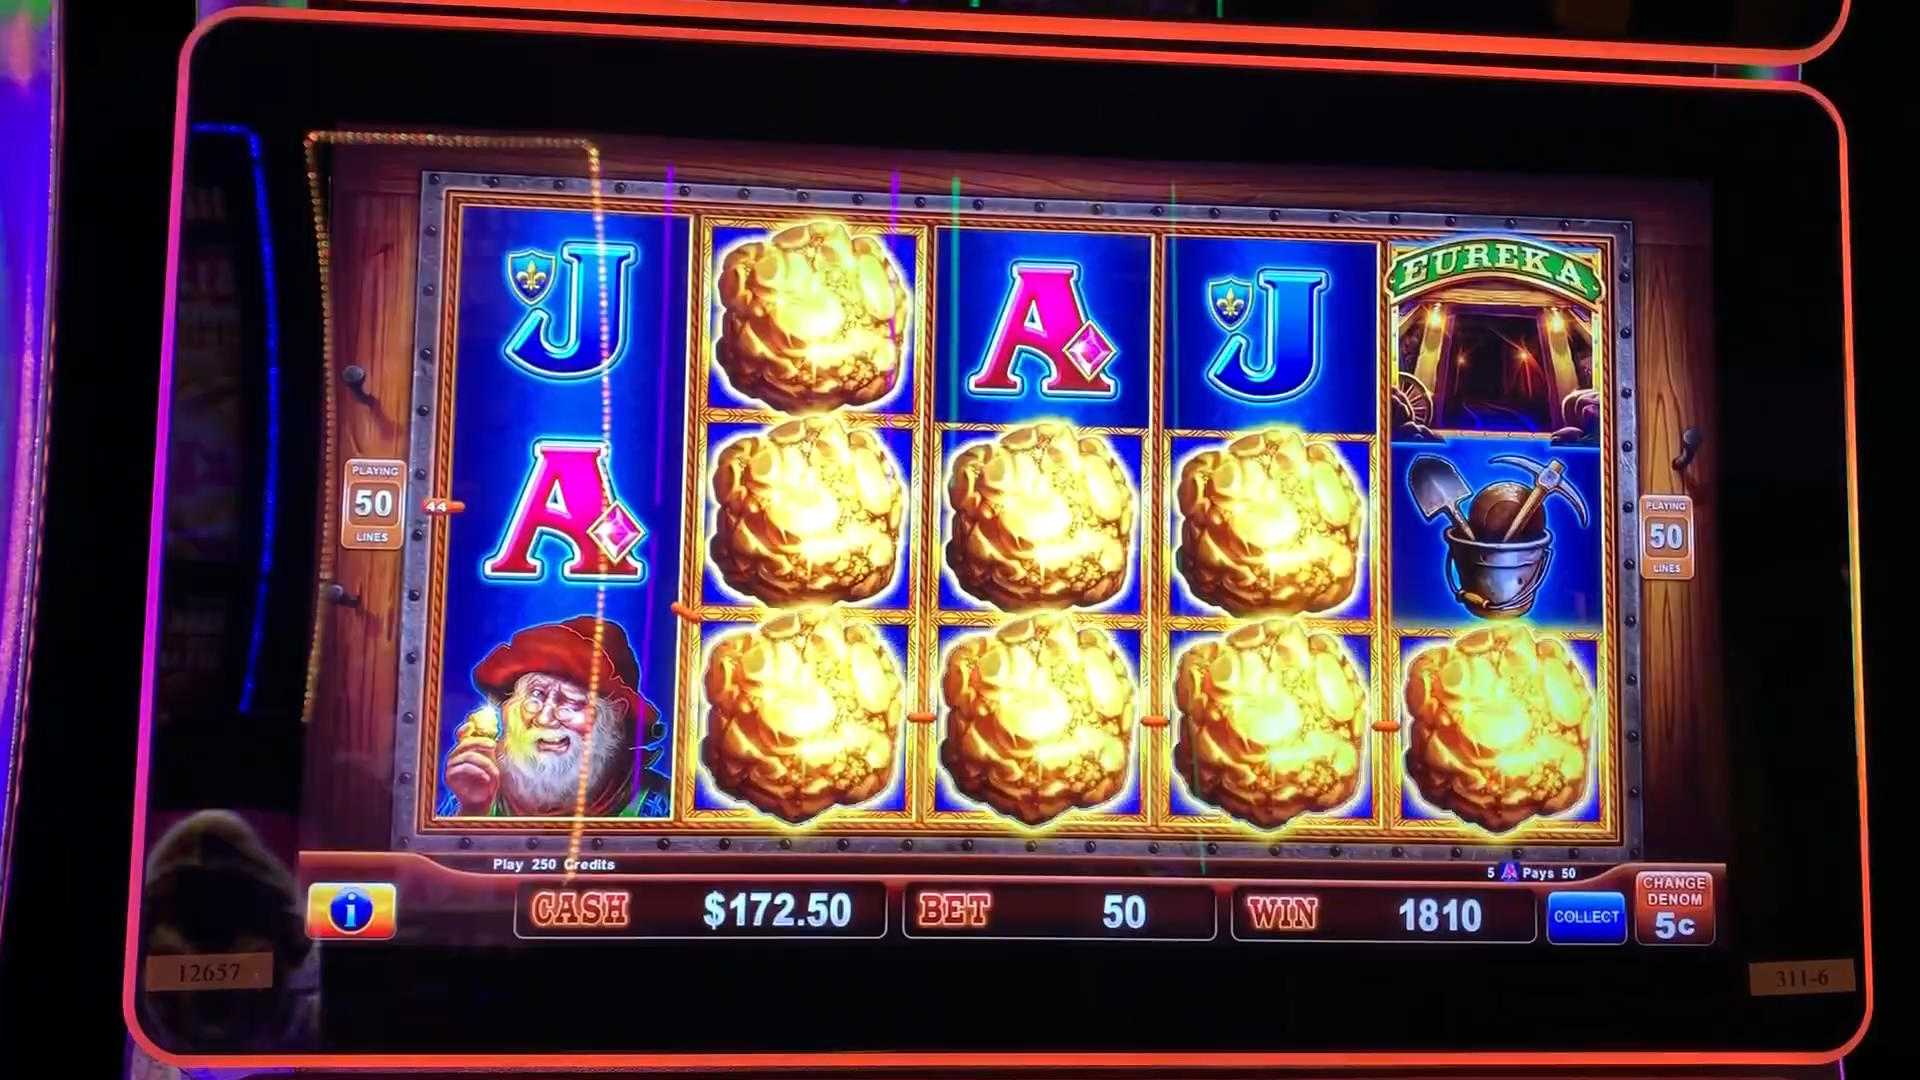 EUREKA
J
A
J
A
PLAYING
50
LINES
44
PLAYING
50
LINES
Play 250 Credits
5 A Pays 50
CASH $172.50
BET 50
WIN 1810
COLLECT
CHANGE
DENOM
5c
i
12657
311-6